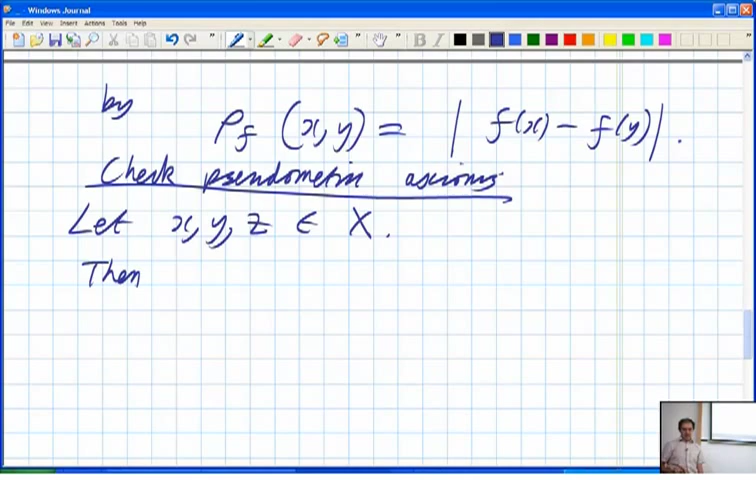 - Windows Journal
File Edit View Insert Actions Tools Help
B I
by
ρf (x, y) = | f(x) - f(y) | .
Check pseudometric axioms
Let x, y, z ∈ X.
Then